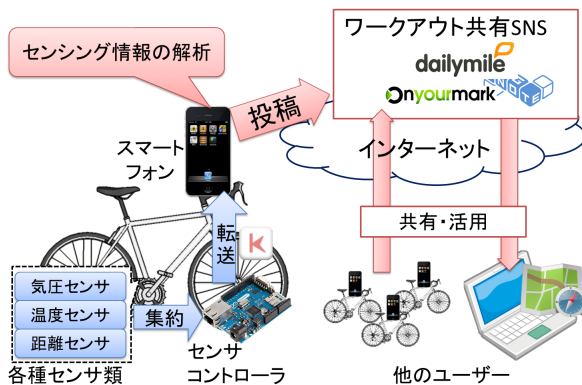 センシング情報の解析
ワークアウト共有SNS
dailymile
Onyourmark
NOTE
投稿
スマート
フォン
インターネット
転送
K
共有・活用
気圧センサ
温度センサ
距離センサ
集約
各種センサ類
センサ
コントローラ
他のユーザー